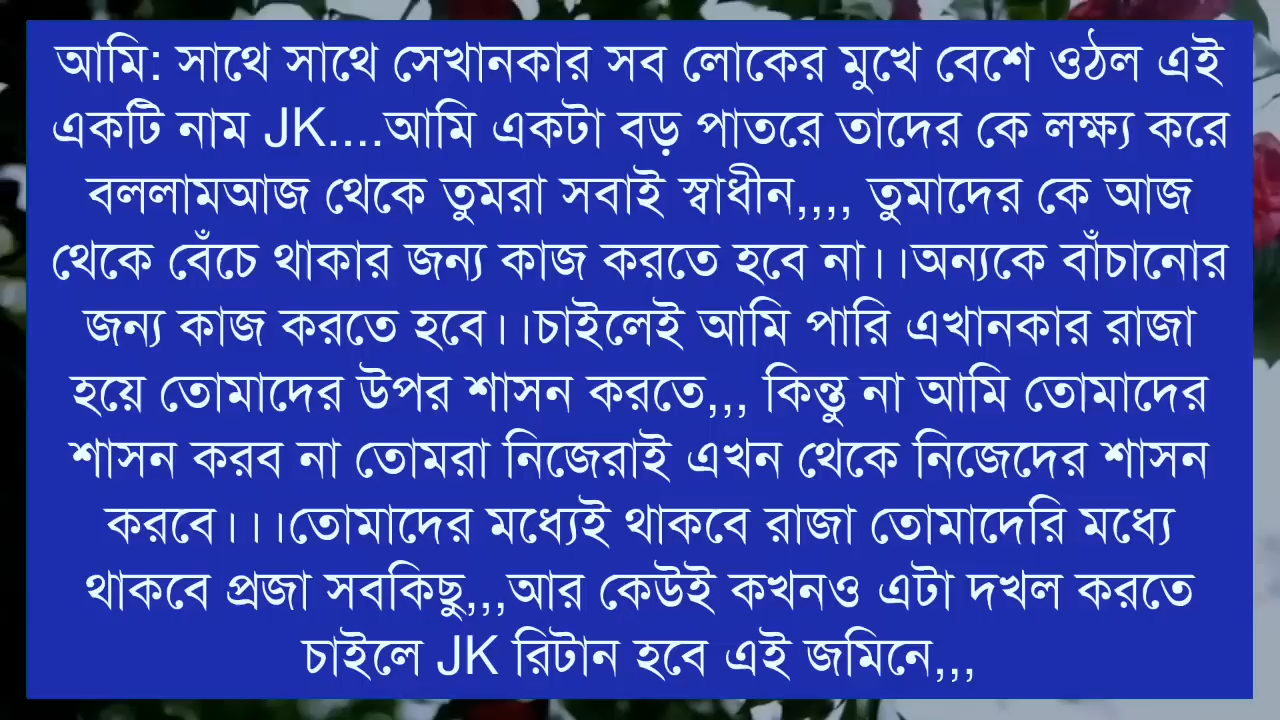 আমি: সাথে সাথে সেখানকার সব লোকের মুখে বেশে ওঠল এই
একটি নাম JK....আমি একটা বড় পাতরে তাদের কে লক্ষ্য করে
বললামআজ থেকে তুমরা সবাই স্বাধীন,,,, তুমাদের কে আজ
থেকে বেঁচে থাকার জন্য কাজ করতে হবে না।।অন্যকে বাঁচানোর
জন্য কাজ করতে হবে।।চাইলেই আমি পারি এখানকার রাজা
হয়ে তোমাদের উপর শাসন করতে,,, কিন্তু না আমি তোমাদের
শাসন করব না তোমরা নিজেরাই এখন থেকে নিজেদের শাসন
করবে।।।তোমাদের মধ্যেই থাকবে রাজা তোমাদেরি মধ্যে
থাকবে প্রজা সবকিছু,,,আর কেউই কখনও এটা দখল করতে
চাইলে JK রিটান হবে এই জমিনে,,,